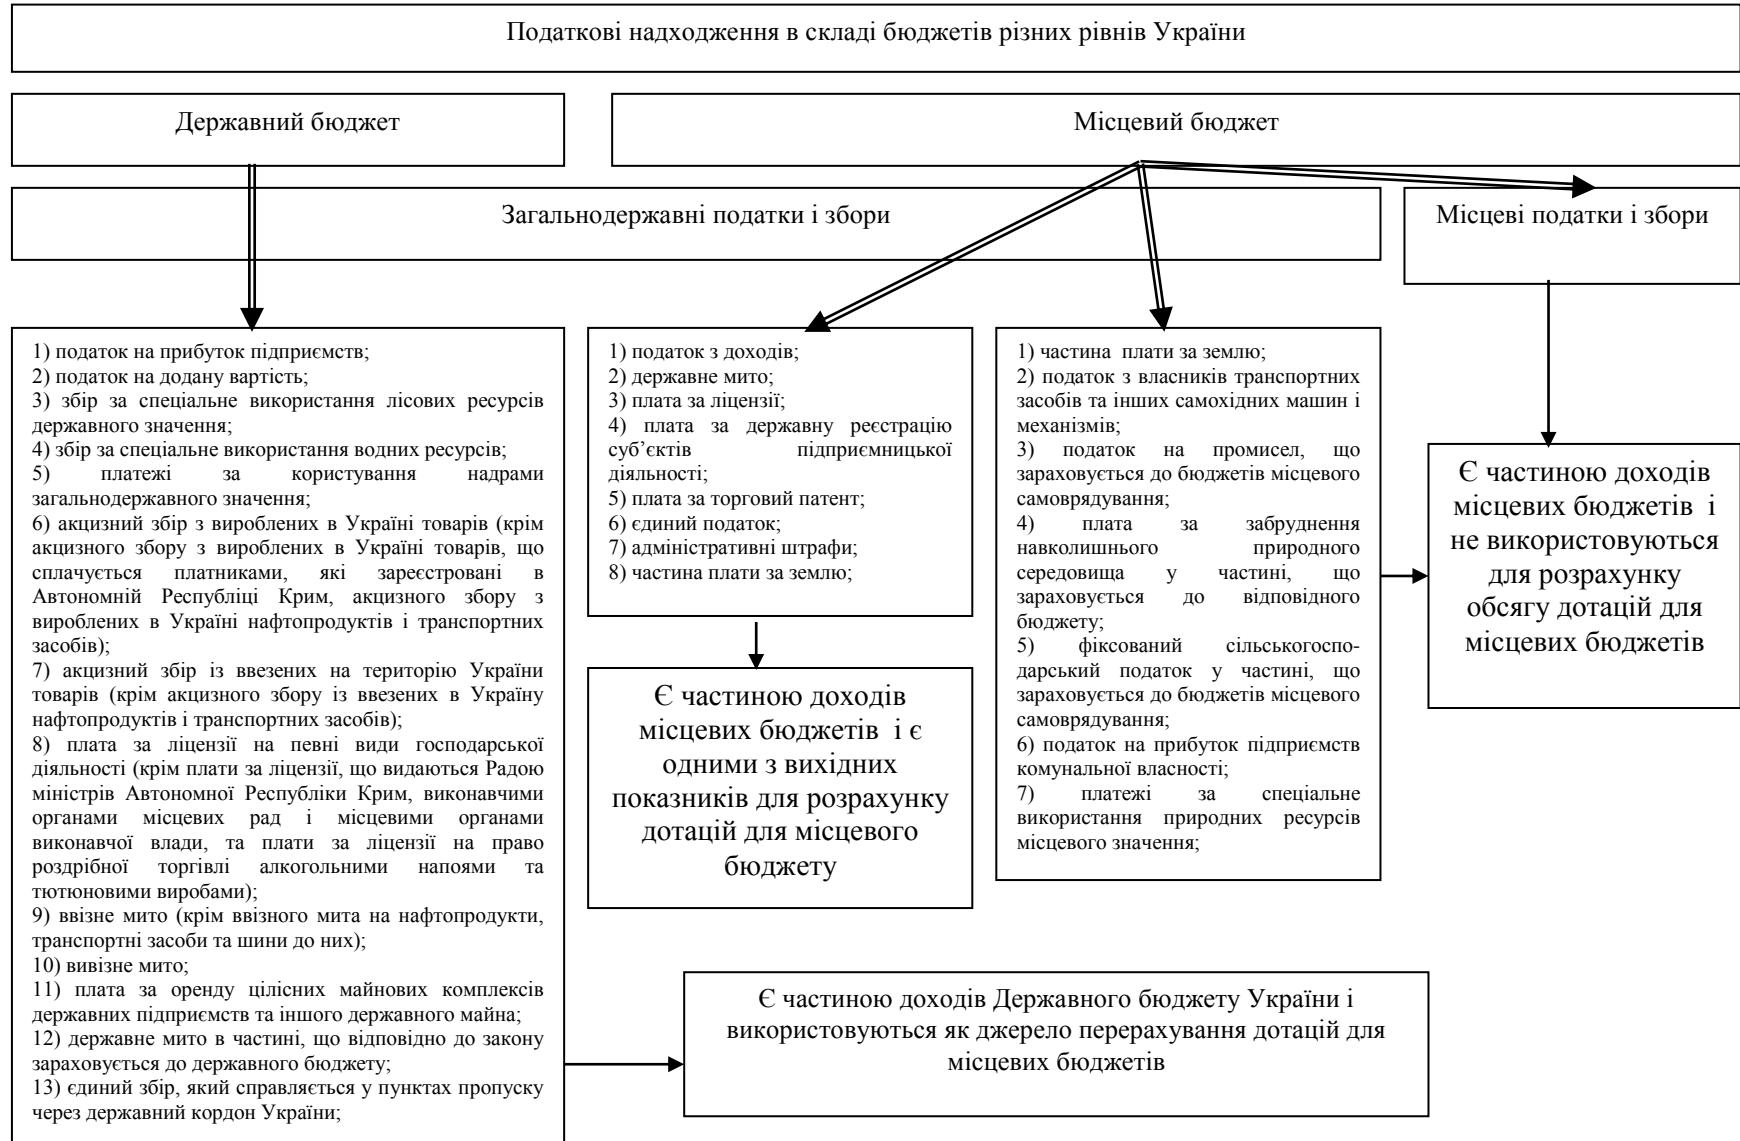 Податкові надходження в складі бюджетів різних рівнів України
Державний бюджет
Місцевий бюджет
Загальнодержавні податки і збори
Місцеві податки і збори
1) податок на прибуток підприємств;
2) податок на додану вартість;
3) збір за спеціальне використання лісових ресурсів
державного значення;
4) збір за спеціальне використання водних ресурсів;
5) платежі за користування надрами
загальнодержавного значення;
6) акцизний збір з вироблених в Україні товарів (крім
акцизного збору з вироблених в Україні товарів, що
сплачується платниками, які зареєстровані в
Автономній Республіці Крим, акцизного збору з
вироблених в Україні нафтопродуктів і транспортних
засобів);
7) акцизний збір із ввезених на територію України
товарів (крім акцизного збору із ввезених в Україну
нафтопродуктів і транспортних засобів);
8) плата за ліцензії на певні види господарської
діяльності (крім плати за ліцензії, що видаються Радою
міністрів Автономної Республіки Крим, виконавчими
органами місцевих рад і місцевими органами
виконавчої влади, та плати за ліцензії на право
роздрібної торгівлі алкогольними напоями та
тютюновими виробами);
9) ввізне мито (крім ввізного мита на нафтопродукти,
транспортні засоби та шини до них);
10) вивізне мито;
11) плата за оренду цілісних майнових комплексів
державних підприємств та іншого державного майна;
12) державне мито в частині, що відповідно до закону
зараховується до державного бюджету;
13) єдиний збір, який справляється у пунктах пропуску
через державний кордон України;
1) податок з доходів;
2) державне мито;
3) плата за ліцензії;
4) плата за державну реєстрацію
суб’єктів підприємницької
діяльності;
5) плата за торговий патент;
6) єдиний податок;
7) адміністративні штрафи;
8) частина плати за землю;
Є частиною доходів
місцевих бюджетів і є
одними з вихідних
показників для розрахунку
дотацій для місцевого
бюджету
1) частина плати за землю;
2) податок з власників транспортних
засобів та інших самохідних машин і
механізмів;
3) податок на промисел, що
зараховується до бюджетів місцевого
самоврядування;
4) плата за забруднення
навколишнього природного
середовища у частині, що
зараховується до відповідного
бюджету;
5) фіксований сільськогоспо-
дарський податок у частині, що
зараховується до бюджетів місцевого
самоврядування;
6) податок на прибуток підприємств
комунальної власності;
7) платежі за спеціальне
використання природних ресурсів
місцевого значення;
Є частиною доходів
місцевих бюджетів і
не використовуються
для розрахунку
обсягу дотацій для
місцевих бюджетів
Є частиною доходів Державного бюджету України і
використовуються як джерело перерахування дотацій для
місцевих бюджетів